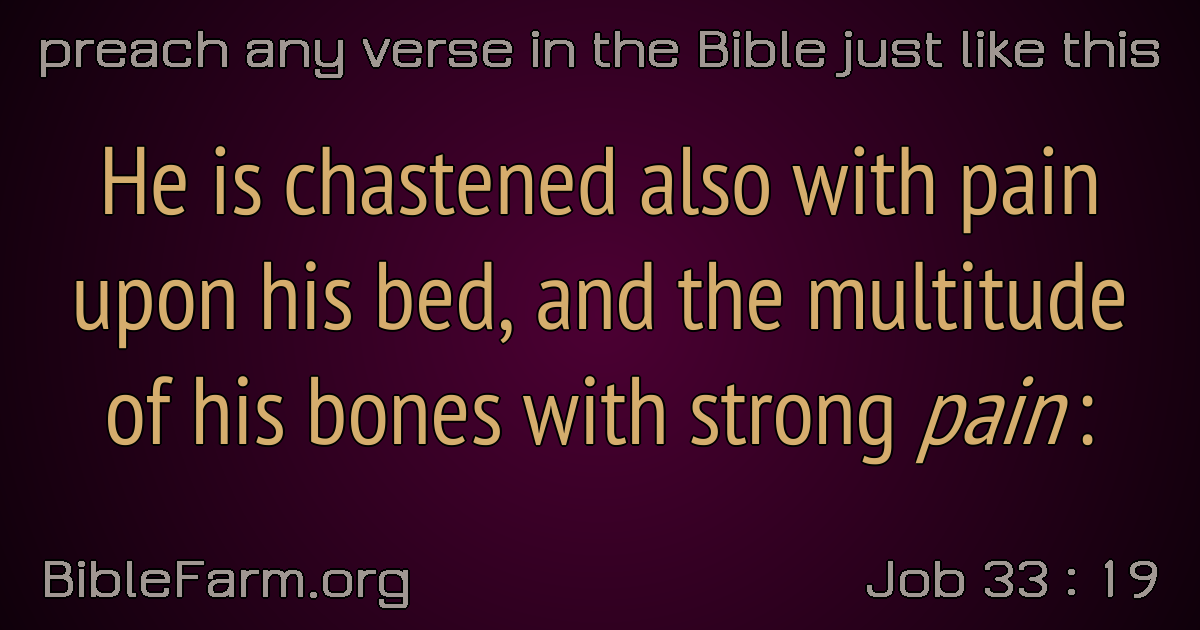 preach any verse in the Bible just like this
He is chastened also with pain
upon his bed, and the multitude
of his bones with strong pain:
BibleFarm.org
Job 33 : 19